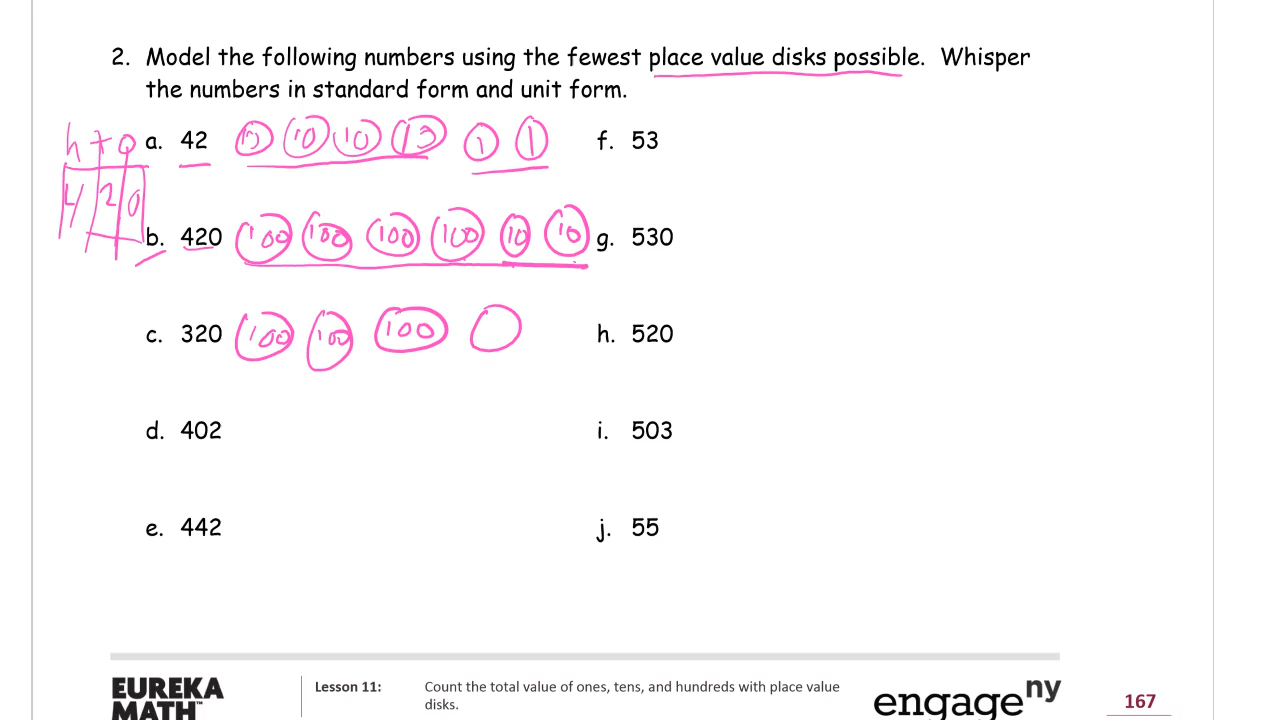 2. Model the following numbers using the fewest place value disks possible. Whisper
the numbers in standard form and unit form.
h t o
4 2 0
a. 42 10 10 10 10 1 1
f. 53
b. 420 100 100 100 100 10 10
g. 530
c. 320 100 100 100
h. 520
d. 402
i. 503
e. 442
j. 55
EUREKA
MATH™
Lesson 11:
Count the total value of ones, tens, and hundreds with place value
disks.
engage ny
167